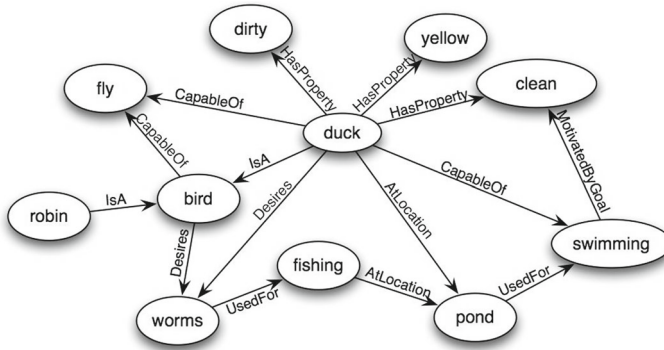 dirty
yellow
HasProperty
HasProperty
fly
clean
CapableOf
HasProperty
duck
CapableOf
MotivatedByGoal
IsA
CapableOf
Desires
AtLocation
IsA
bird
robin
swimming
Desires
fishing
AtLocation
UsedFor
UsedFor
worms
pond